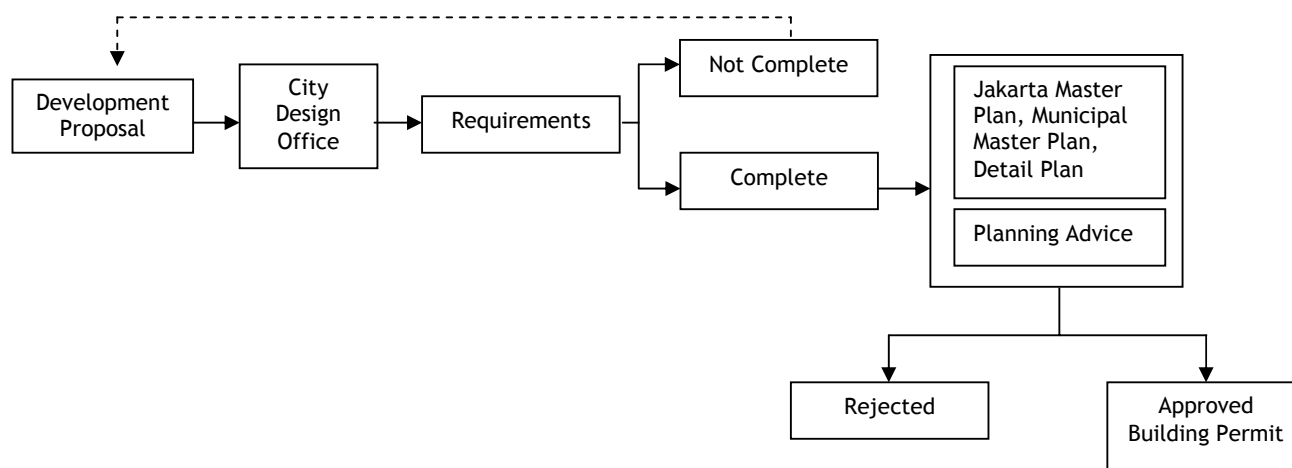 Development
Proposal
City
Design
Office
Requirements
Not Complete
Complete
Jakarta Master
Plan, Municipal
Master Plan,
Detail Plan
Planning Advice
Rejected
Approved
Building Permit